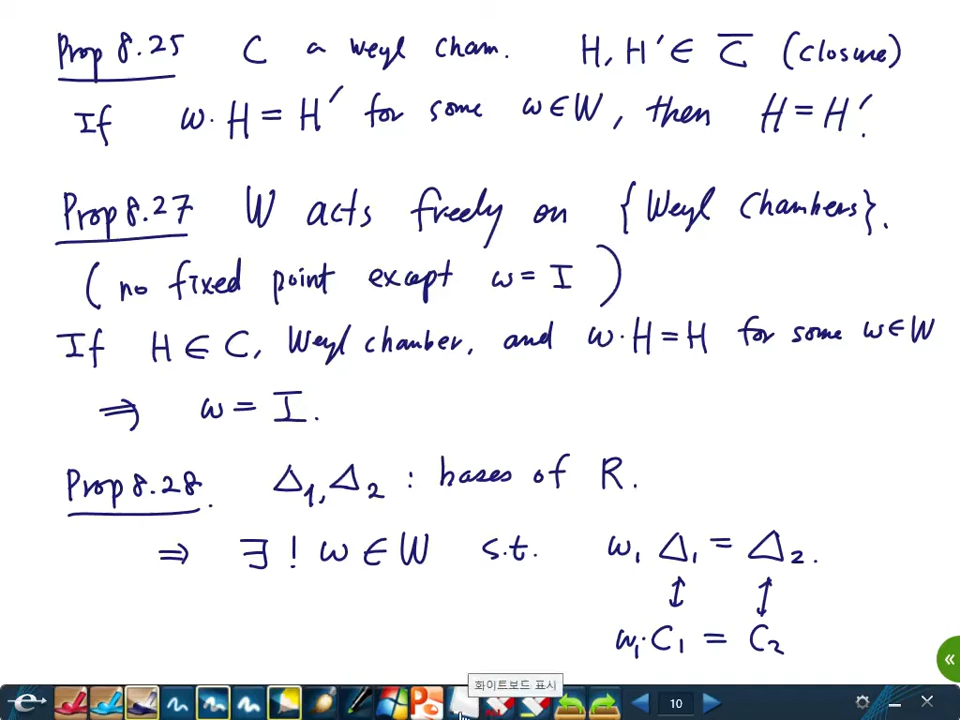 Prop 8.25 C a Weyl Cham. H, H' ∈ C̅ (closure)
If w·H = H' for some w∈W, then H = H'.
Prop 8.27 W acts freely on {Weyl Chambers}.
(no fixed point except w = I)
If H ∈ C, Weyl chamber, and w·H = H for some w∈W
⇒ w = I.
Prop 8.28. Δ₁, Δ₂ : bases of R.
⇒ ∃! w ∈ W s.t. w₁ Δ₁ = Δ₂.
↕ ↕
w₁·C₁ = C₂
화이트보드 표시
10